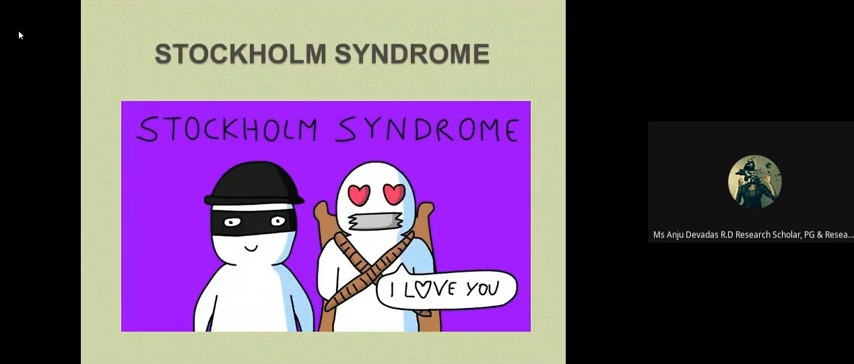 STOCKHOLM SYNDROME
STOCKHOLM SYNDROME
I LOVE YOU
Ms Anju Devadas R.D Research Scholar, PG & Resea...